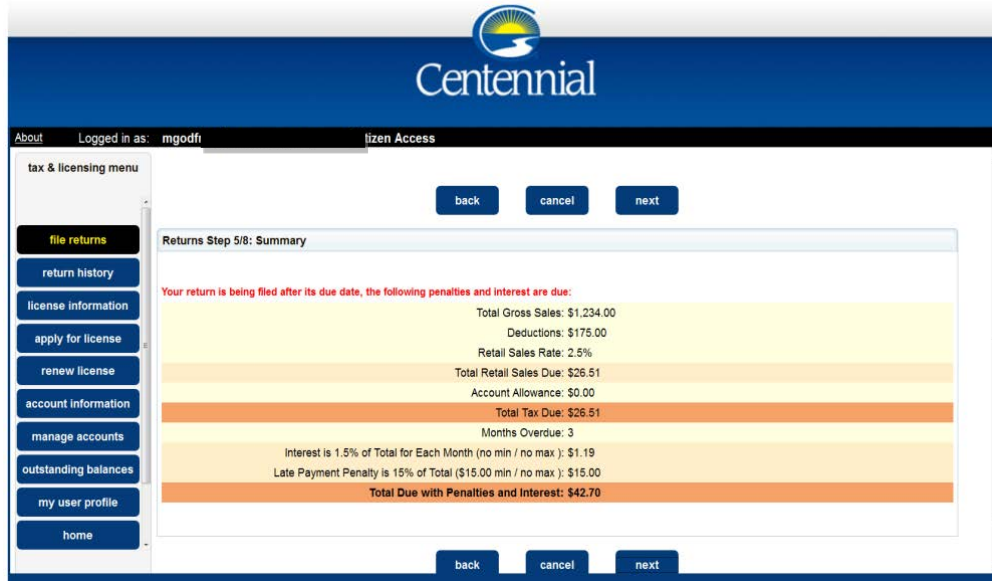 Centennial
About Logged in as: mgodfr tizen Access
tax & licensing menu
back cancel next
file returns
return history
license information
apply for license
renew license
account information
manage accounts
outstanding balances
my user profile
home
Returns Step 5/8: Summary
Your return is being filed after its due date, the following penalties and interest are due:
Total Gross Sales: $1,234.00
Deductions: $175.00
Retail Sales Rate: 2.5%
Total Retail Sales Due: $26.51
Account Allowance: $0.00
Total Tax Due: $26.51
Months Overdue: 3
Interest is 1.5% of Total for Each Month (no min / no max ): $1.19
Late Payment Penalty is 15% of Total ($15.00 min / no max ): $15.00
Total Due with Penalties and Interest: $42.70
back cancel next